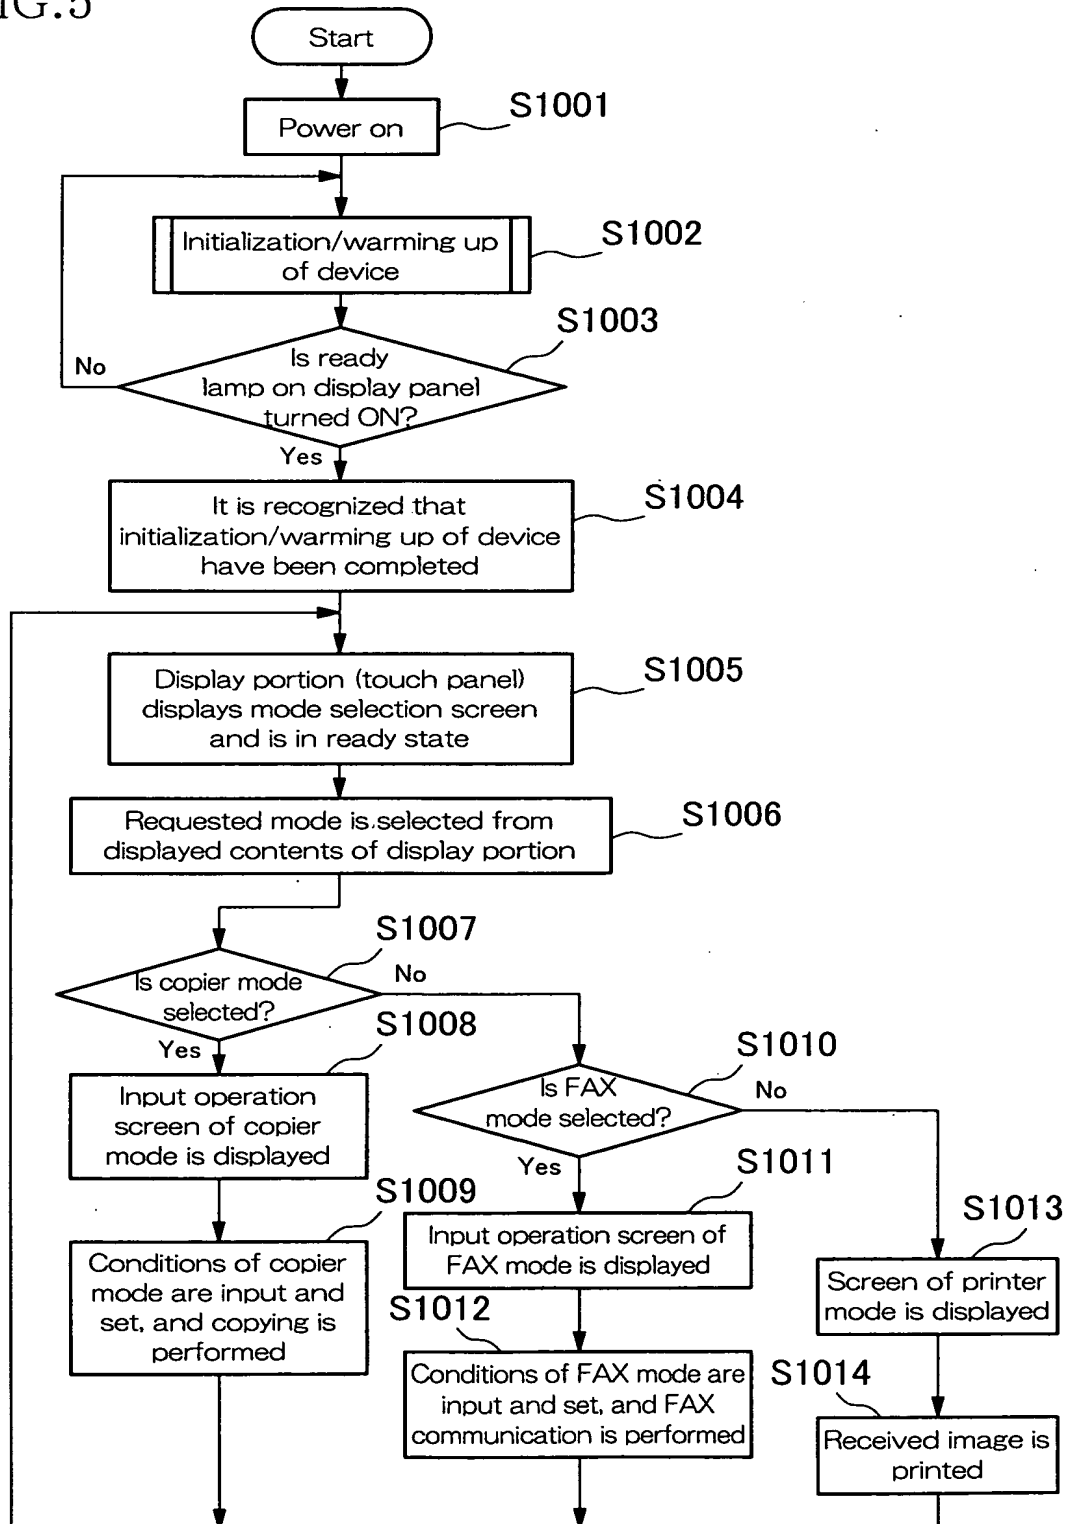 FIG.5
Start
Power on
S1001
Initialization/warming up
of device
S1002
Is ready
lamp on display panel
turned ON?
S1003
No
Yes
It is recognized that
initialization/warming up of device
have been completed
S1004
Display portion (touch panel)
displays mode selection screen
and is in ready state
S1005
Requested mode is selected from
displayed contents of display portion
S1006
Is copier mode
selected?
S1007
No
Yes
S1008
Input operation
screen of copier
mode is displayed
S1009
Conditions of copier
mode are input and
set, and copying is
performed
Is FAX
mode selected?
S1010
No
Yes
S1011
Input operation screen of
FAX mode is displayed
S1012
Conditions of FAX mode are
input and set, and FAX
communication is performed
S1013
Screen of printer
mode is displayed
S1014
Received image is
printed